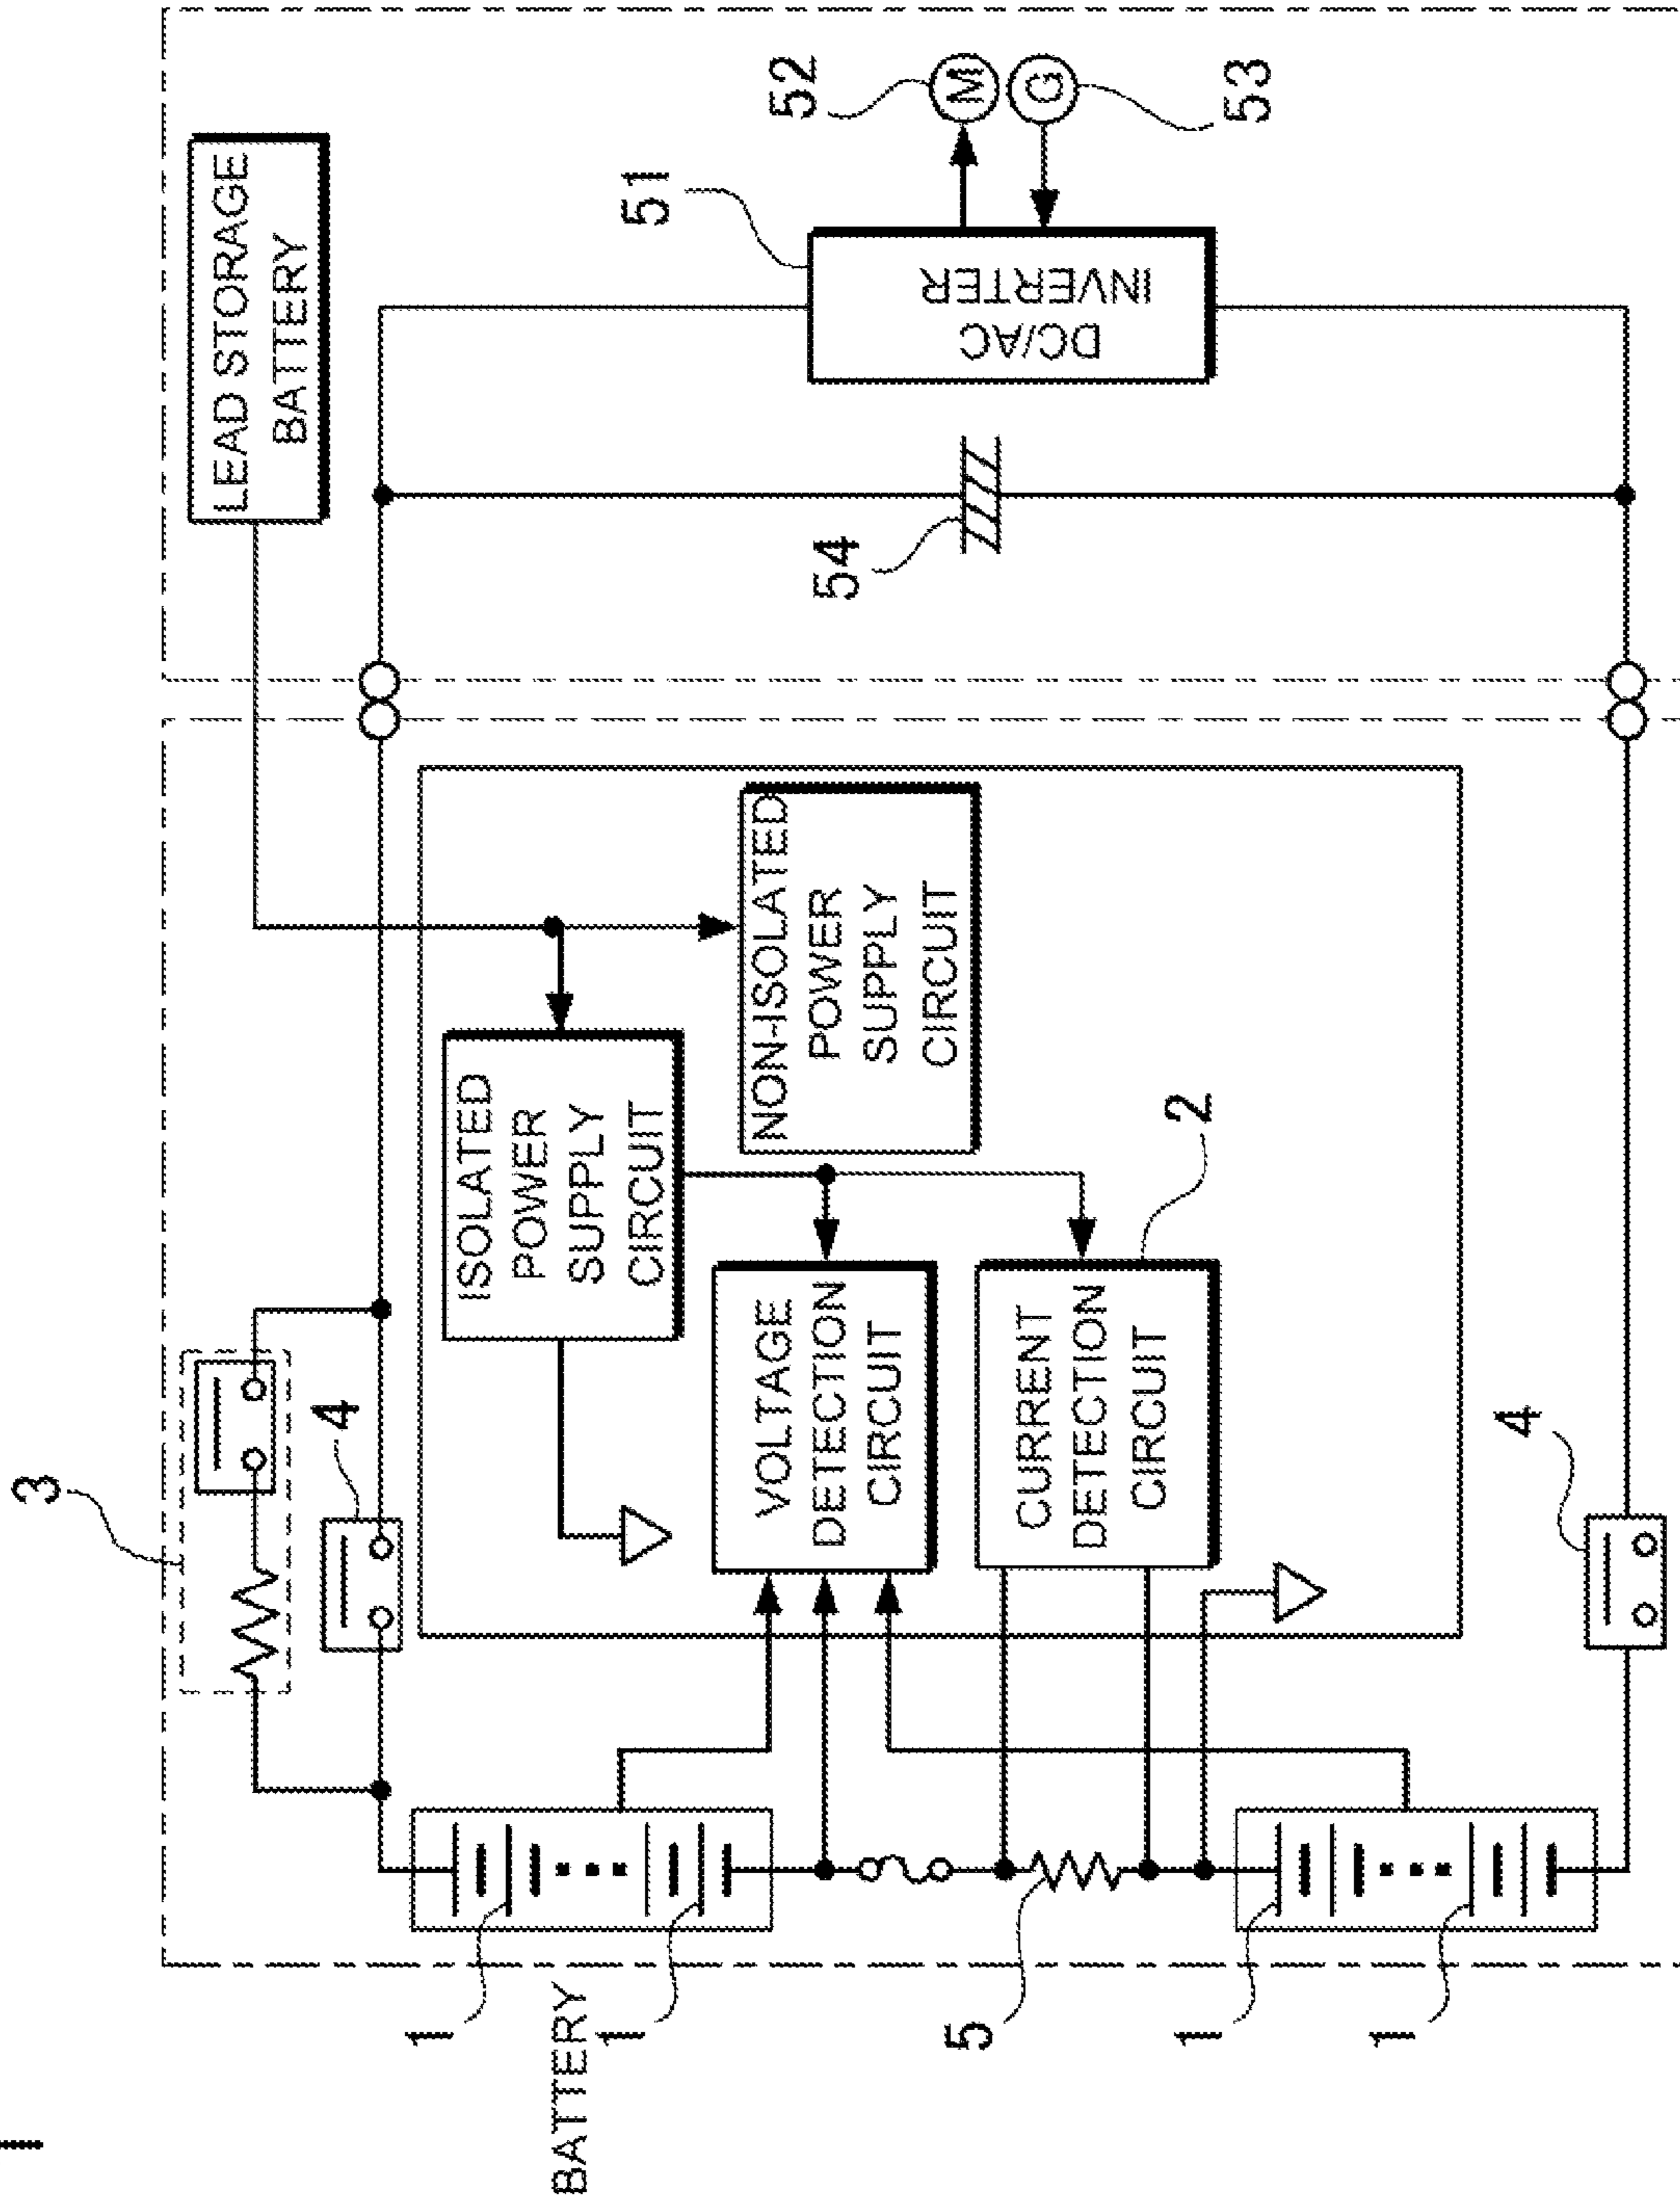 3
4
LEAD STORAGE
BATTERY
52
M
G
53
51
DC/AC
INVERTER
54
ISOLATED
POWER
SUPPLY
CIRCUIT
NON-ISOLATED
POWER
SUPPLY
CIRCUIT
VOLTAGE
DETECTION
CIRCUIT
CURRENT
DETECTION
CIRCUIT
2
4
1
BATTERY
1
5
1
1